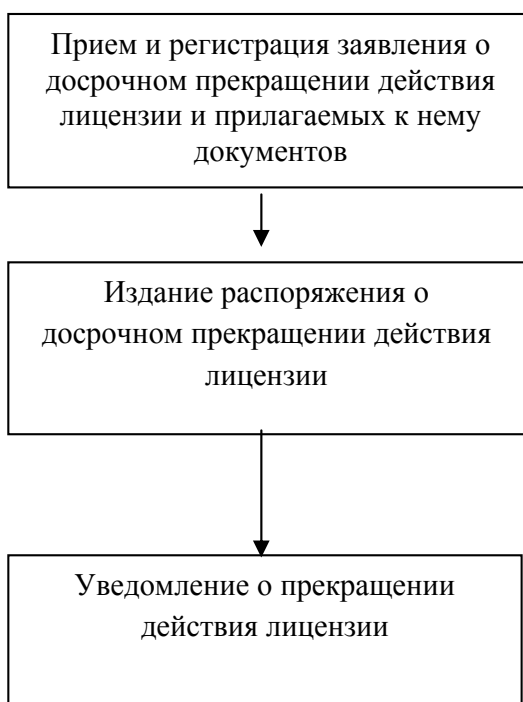 Прием и регистрация заявления о
досрочном прекращении действия
лицензии и прилагаемых к нему
документов
Издание распоряжения о
досрочном прекращении действия
лицензии
Уведомление о прекращении
действия лицензии